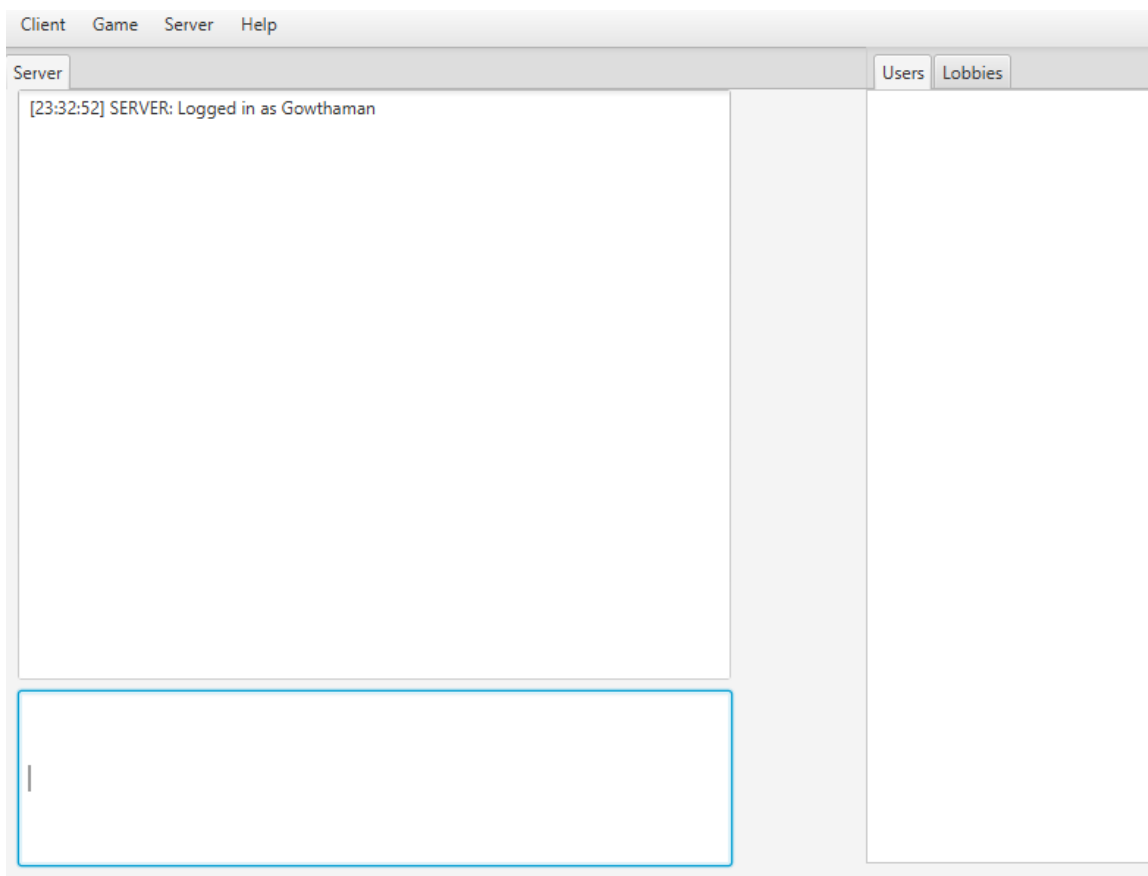 Client Game Server Help
Server
Users Lobbies
[23:32:52] SERVER: Logged in as Gowthaman